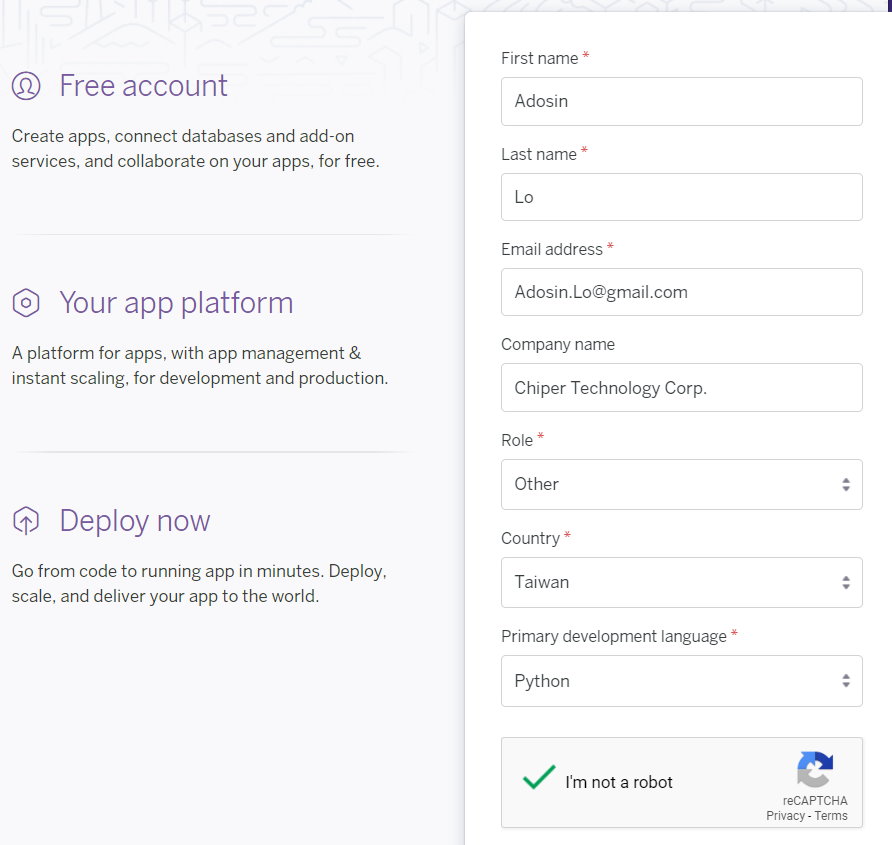 Free account
Create apps, connect databases and add-on
services, and collaborate on your apps, for free.
Your app platform
A platform for apps, with app management &
instant scaling, for development and production.
Deploy now
Go from code to running app in minutes. Deploy,
scale, and deliver your app to the world.
First name *
Adosin
Last name *
Lo
Email address *
Adosin.Lo@gmail.com
Company name
Chiper Technology Corp.
Role *
Other
Country *
Taiwan
Primary development language *
Python
I'm not a robot
reCAPTCHA
Privacy - Terms